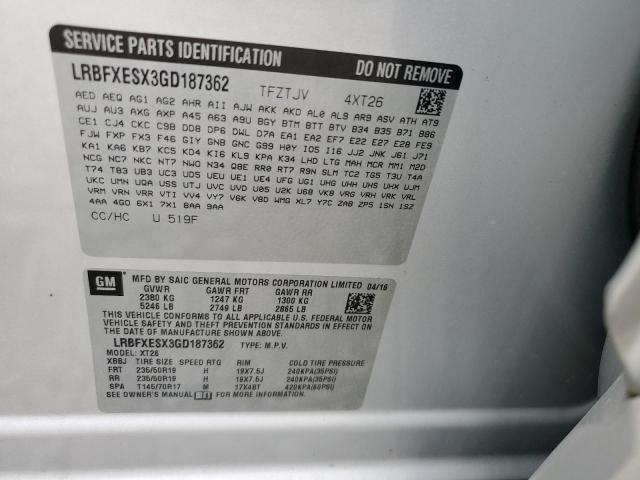 SERVICE PARTS IDENTIFICATION DO NOT REMOVE
LRBFXESX3GD187362 TFZTJV 4XT26
AED AEQ AG1 AG2 AHR AII AJW AKK AKO AL0 AL9 AR9 ASV ATH AT9
AUJ AU3 AXG AXP A45 A63 A9U BGY BTM BTT BTV B34 B35 B71 B86
CE1 CJ4 CKC C9B DD8 DP6 DWL D7A EA1 EA2 EF7 E22 E27 E28 FE9
FJW FXP FX3 F46 GIY GNB GNC G99 H0Y IO5 I16 JJ2 JNK J61 J71
KA1 KA6 KB7 KC5 KD4 KI6 KL9 KPA K34 LHD LTG MAH MCR MM1 M2D
NCG NC7 NKC NT7 NWO N34 Q8E RR0 RT7 R9N SLM TC2 TG5 T3U T4A
T74 TB3 UB3 UC3 UD5 UEU UE1 UE4 UFG UG1 UHG UHH UHS UHX UJM
UKC UMN UQA USS UTJ UVC UVD U05 U2K U68 VK8 VRG VRH VRK VRL
VRM VRN VRR VTI VV4 VY7 V6K V8D WMG XL7 Y7C ZAB ZP5 1SN 1SZ
4AA 4GO 6X1 7X1 8AA 9AA
CC/HC U 519F
GM
MFD BY SAIC GENERAL MOTORS CORPORATION LIMITED 04/16
GVWR GAWR FRT GAWR RR
2380 KG 1247 KG 1300 KG
5246 LB 2749 LB 2865 LB
THIS VEHICLE CONFORMS TO ALL APPLICABLE U.S. FEDERAL MOTOR
VEHICLE SAFETY AND THEFT PREVENTION STANDARDS IN EFFECT ON THE
DATE OF MANUFACTURE SHOWN ABOVE.
LRBFXESX3GD187362 TYPE: M.P.V.
MODEL: XT26
XBBJ TIRE SIZE SPEED RTG RIM COLD TIRE PRESSURE
FRT 235/50R19 H 19X7.5J 240KPA(35PSI)
RR 235/50R19 H 19X7.5J 240KPA(35PSI)
SPA T145/70R17 M 17X4BT 420KPA(60PSI)
SEE OWNER'S MANUAL FOR MORE INFORMATION.